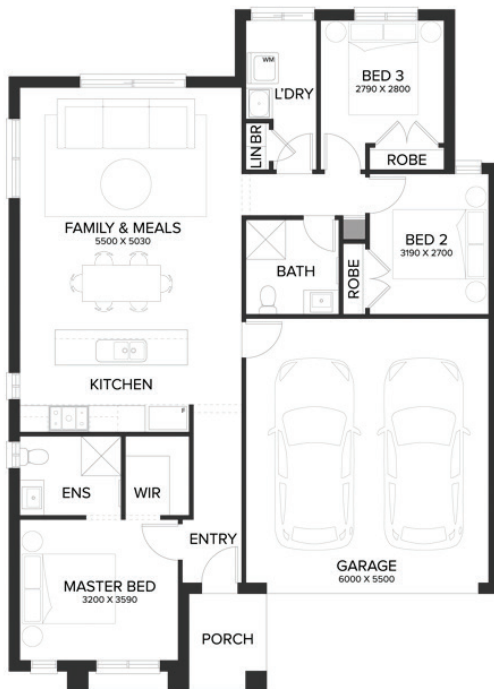 WM
L'DRY
BED 3
2790 X 2800
LIN BR
ROBE
FAMILY & MEALS
5500 X 5030
BED 2
3190 X 2700
BATH
ROBE
KITCHEN
F
ENS
WIR
ENTRY
GARAGE
6000 X 5500
MASTER BED
3200 X 3590
PORCH